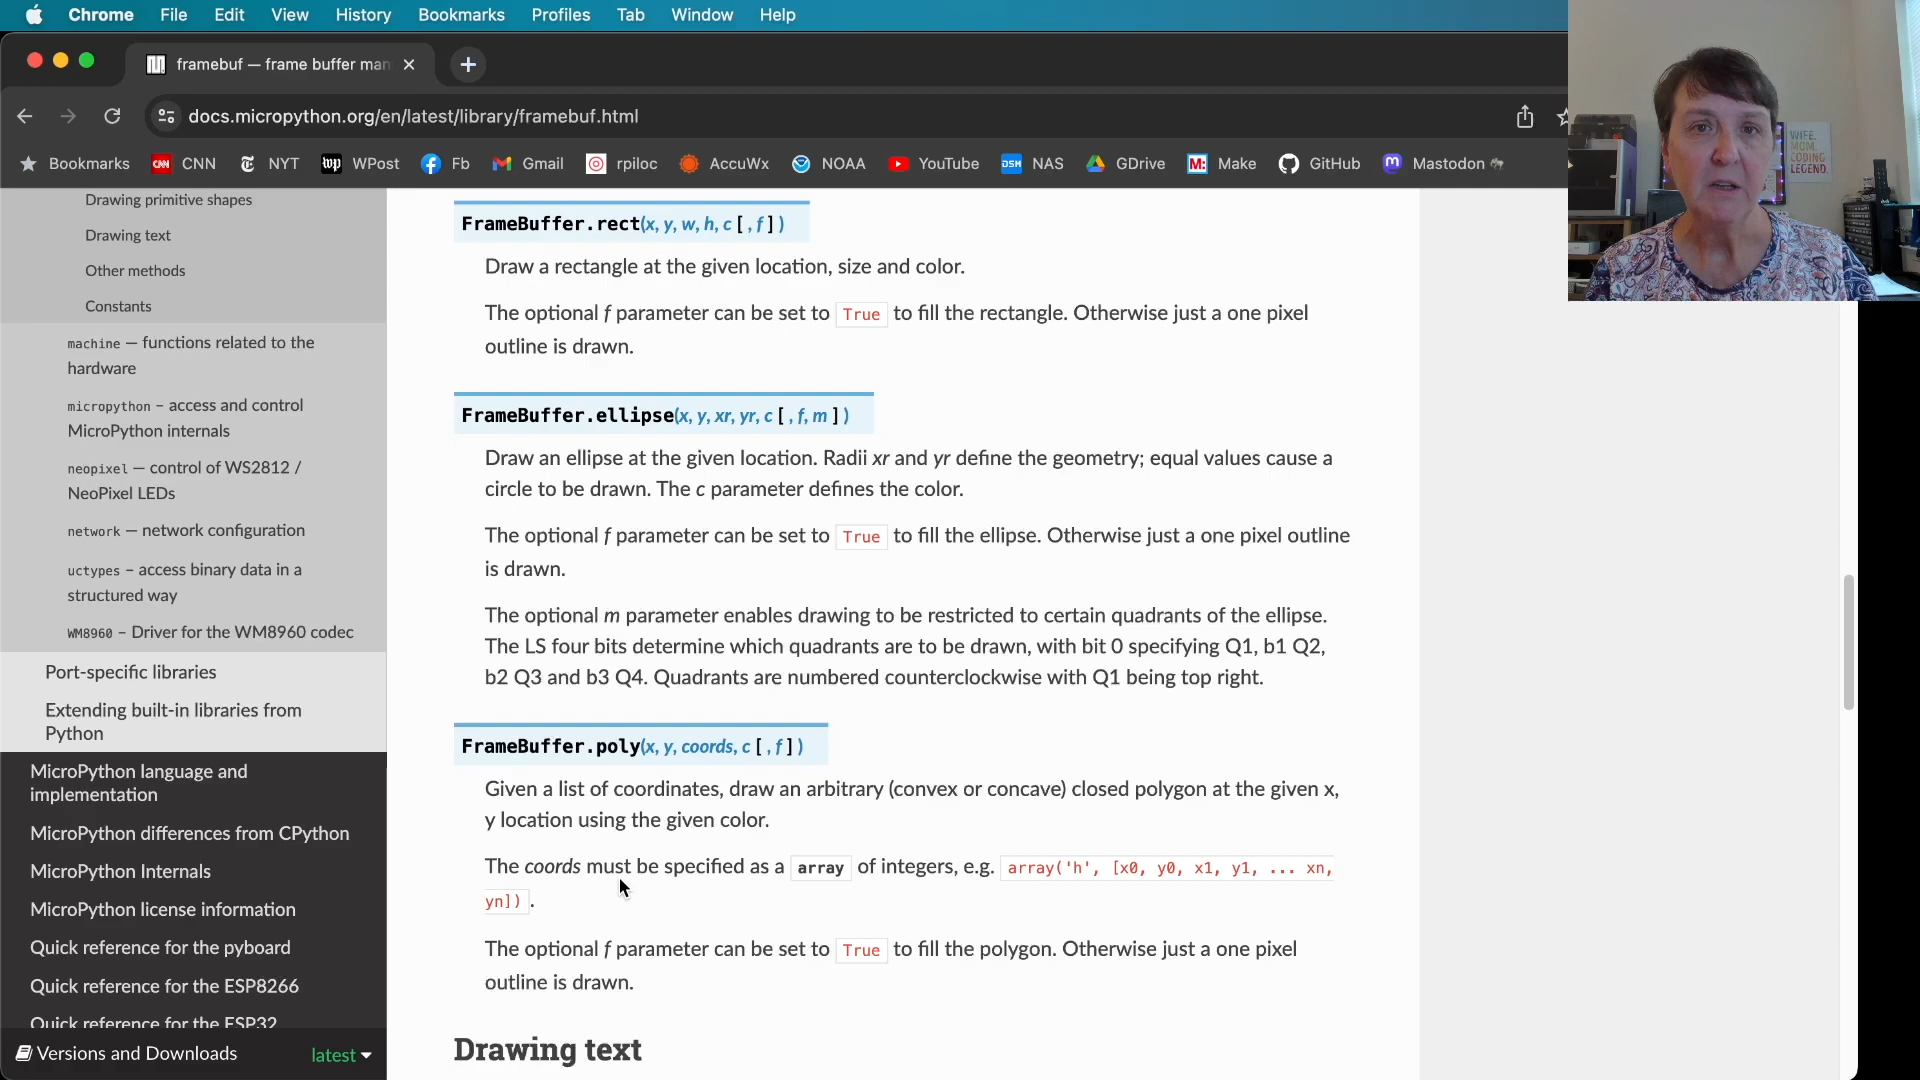 Chrome File Edit View History Bookmarks Profiles Tab Window Help
framebuf — frame buffer man
docs.micropython.org/en/latest/library/framebuf.html
Bookmarks CNN NYT WPost Fb Gmail rpiloc AccuWx NOAA YouTube NAS GDrive Make GitHub Mastodon
WIFE.
MOM.
CODING
LEGEND.
Drawing primitive shapes
Drawing text
Other methods
Constants
machine — functions related to the
hardware
micropython – access and control
MicroPython internals
neopixel — control of WS2812 /
NeoPixel LEDs
network — network configuration
uctypes – access binary data in a
structured way
WM8960 – Driver for the WM8960 codec
Port-specific libraries
Extending built-in libraries from
Python
MicroPython language and
implementation
MicroPython differences from CPython
MicroPython Internals
MicroPython license information
Quick reference for the pyboard
Quick reference for the ESP8266
Quick reference for the ESP32
Versions and Downloads latest
FrameBuffer.rect(x, y, w, h, c[, f])
Draw a rectangle at the given location, size and color.
The optional f parameter can be set to True to fill the rectangle. Otherwise just a one pixel
outline is drawn.
FrameBuffer.ellipse(x, y, xr, yr, c[, f, m])
Draw an ellipse at the given location. Radii xr and yr define the geometry; equal values cause a
circle to be drawn. The c parameter defines the color.
The optional f parameter can be set to True to fill the ellipse. Otherwise just a one pixel outline
is drawn.
The optional m parameter enables drawing to be restricted to certain quadrants of the ellipse.
The LS four bits determine which quadrants are to be drawn, with bit 0 specifying Q1, b1 Q2,
b2 Q3 and b3 Q4. Quadrants are numbered counterclockwise with Q1 being top right.
FrameBuffer.poly(x, y, coords, c[, f])
Given a list of coordinates, draw an arbitrary (convex or concave) closed polygon at the given x,
y location using the given color.
The coords must be specified as a array of integers, e.g. array('h', [x0, y0, x1, y1, ... xn,
yn]).
The optional f parameter can be set to True to fill the polygon. Otherwise just a one pixel
outline is drawn.
Drawing text